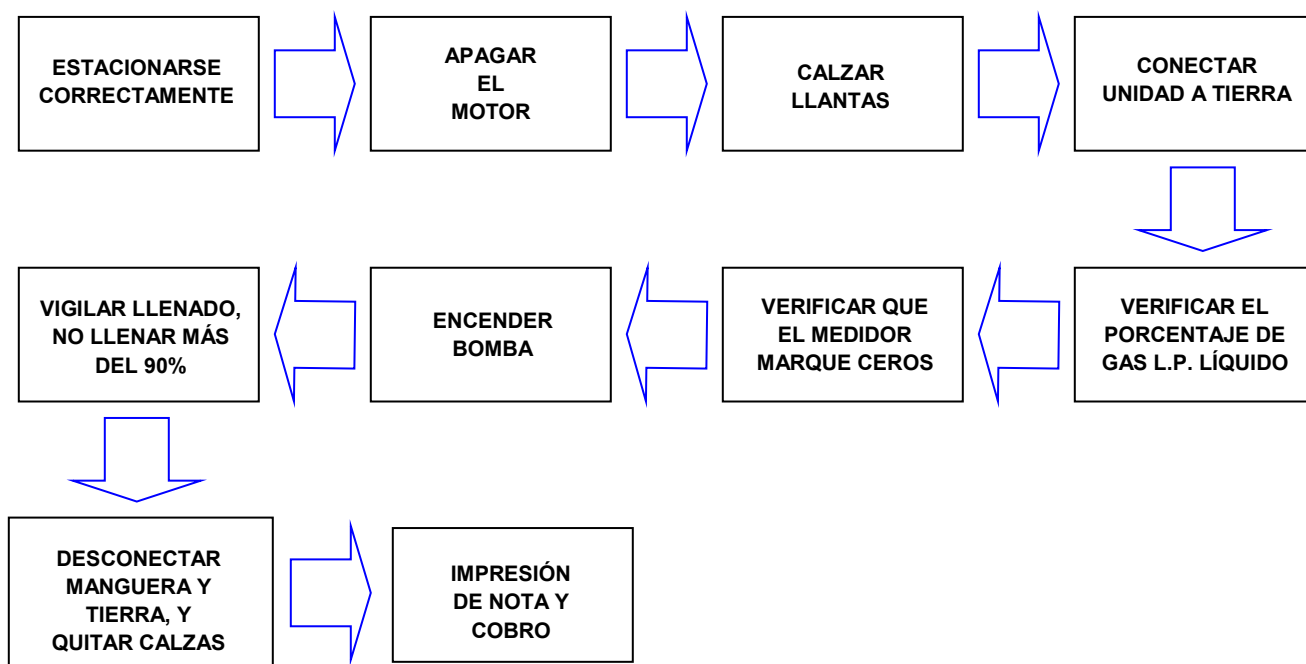 ESTACIONARSE
CORRECTAMENTE
APAGAR
EL
MOTOR
CALZAR
LLANTAS
CONECTAR
UNIDAD A TIERRA
VERIFICAR EL
PORCENTAJE DE
GAS L.P. LÍQUIDO
VERIFICAR QUE
EL MEDIDOR
MARQUE CEROS
ENCENDER
BOMBA
VIGILAR LLENADO,
NO LLENAR MÁS
DEL 90%
DESCONECTAR
MANGUERA Y
TIERRA, Y
QUITAR CALZAS
IMPRESIÓN
DE NOTA Y
COBRO